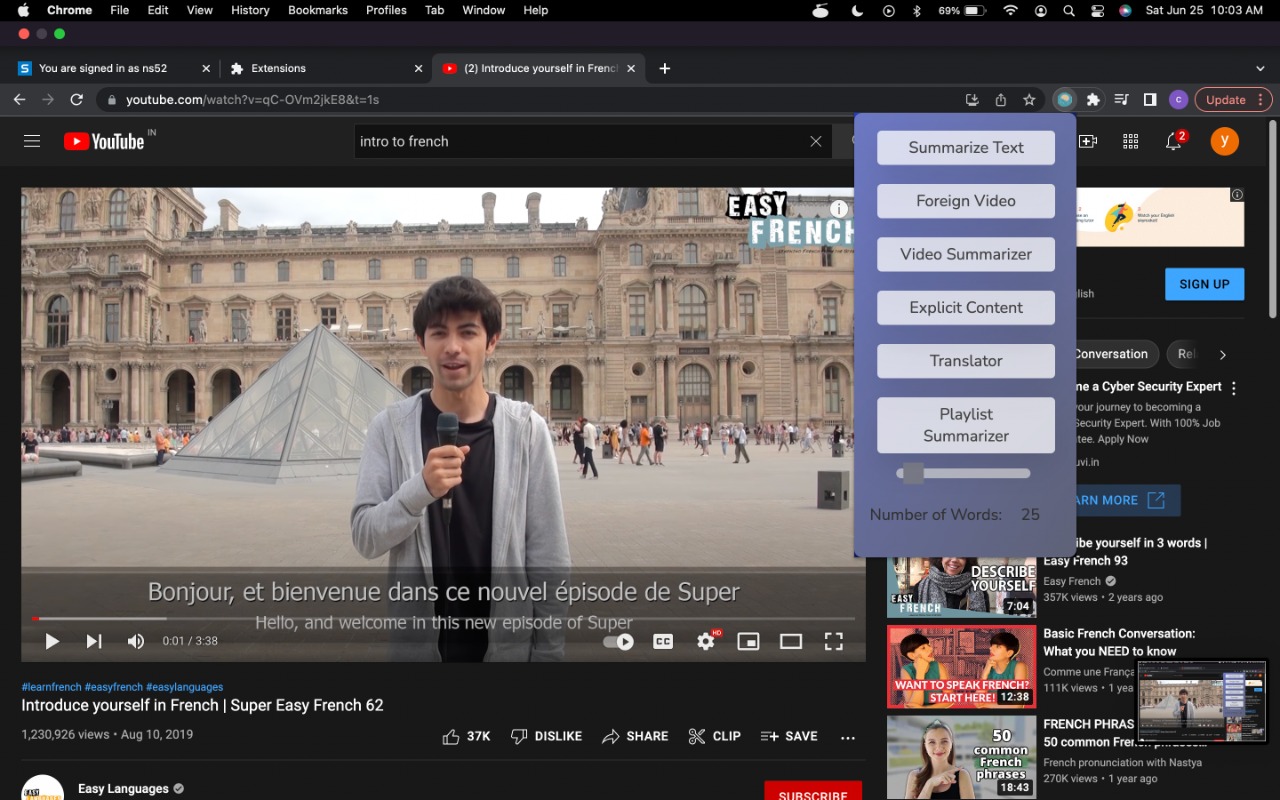 Chrome File Edit View History Bookmarks Profiles Tab Window Help 69% Sat Jun 25 10:03 AM
S You are signed in as ns52
Extensions
(2) Introduce yourself in Frenc
youtube.com/watch?v=qC-OVm2jkE8&t=1s
c
Update
YouTube IN
intro to french
2
y
Summarize Text
Foreign Video
Video Summarizer
Explicit Content
Translator
Playlist
Summarizer
Number of Words: 25
EASY
FRENCH
i
Bonjour, et bienvenue dans ce nouvel épisode de Super
Hello, and welcome in this new episode of Super
0:01 / 3:38
CC
HD
#learnfrench #easyfrench #easylanguages
Introduce yourself in French | Super Easy French 62
1,230,926 views • Aug 10, 2019
37K DISLIKE SHARE CLIP SAVE
Easy Languages
SUBSCRIBE
Watch your English
glish
SIGN UP
Conversation
Rel
me a Cyber Security Expert
your journey to becoming a
Security Expert. With 100% Job
tee. Apply Now
uvi.in
ARN MORE
ibe yourself in 3 words |
Easy French 93
Easy French
357K views • 2 years ago
DESCRIBE
YOURSELF
EASY
FRENCH
7:04
Basic French Conversation:
What you NEED to know
Comme une França
111K views • 1 yea
WANT TO SPEAK FRENCH?
START HERE!
12:38
FRENCH PHRAS
50 common French phrases...
French pronunciation with Nastya
270K views • 1 year ago
50
common
French
phrases
18:43